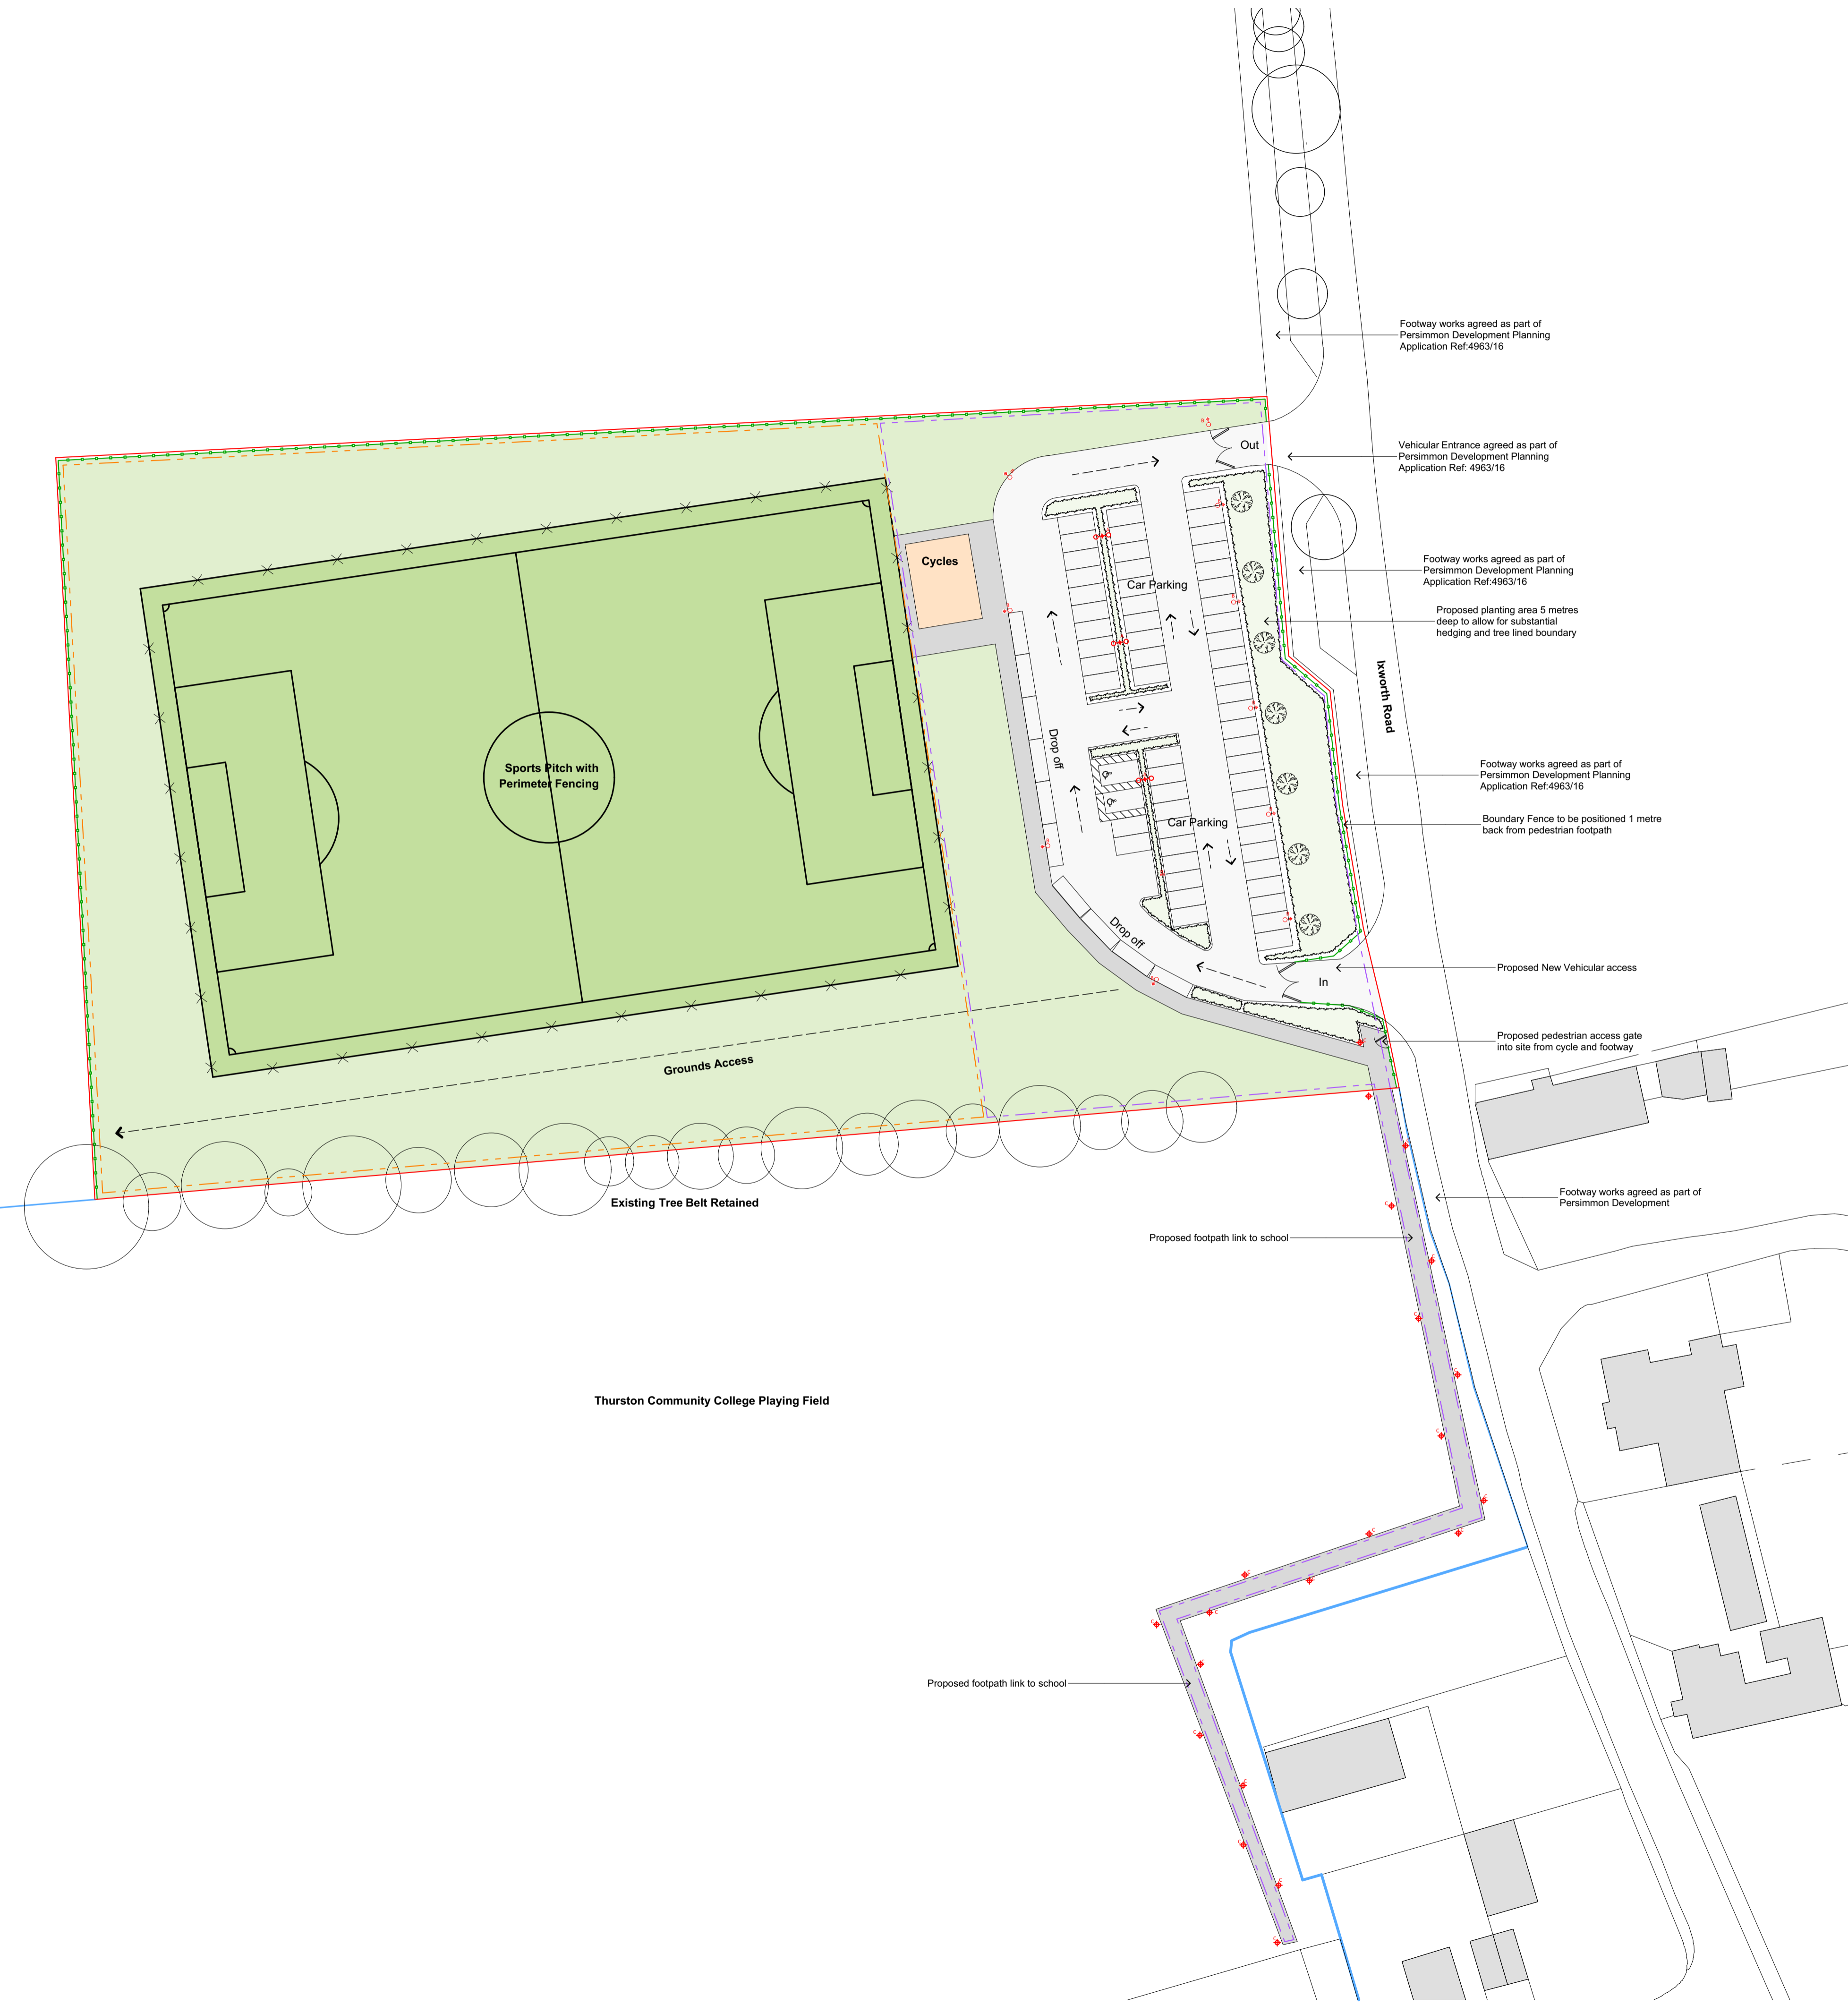 Footway works agreed as part of
Persimmon Development Planning
Application Ref:4963/16
Out
Vehicular Entrance agreed as part of
Persimmon Development Planning
Application Ref: 4963/16
Cycles
Car Parking
Footway works agreed as part of
Persimmon Development Planning
Application Ref:4963/16
Proposed planting area 5 metres
deep to allow for substantial
hedging and tree lined boundary
Ixworth Road
Drop off
Sports Pitch with
Perimeter Fencing
Footway works agreed as part of
Persimmon Development Planning
Application Ref:4963/16
Car Parking
Boundary Fence to be positioned 1 metre
back from pedestrian footpath
Drop off
In
Proposed New Vehicular access
Proposed pedestrian access gate
into site from cycle and footway
Grounds Access
Existing Tree Belt Retained
Footway works agreed as part of
Persimmon Development
Proposed footpath link to school
Thurston Community College Playing Field
Proposed footpath link to school